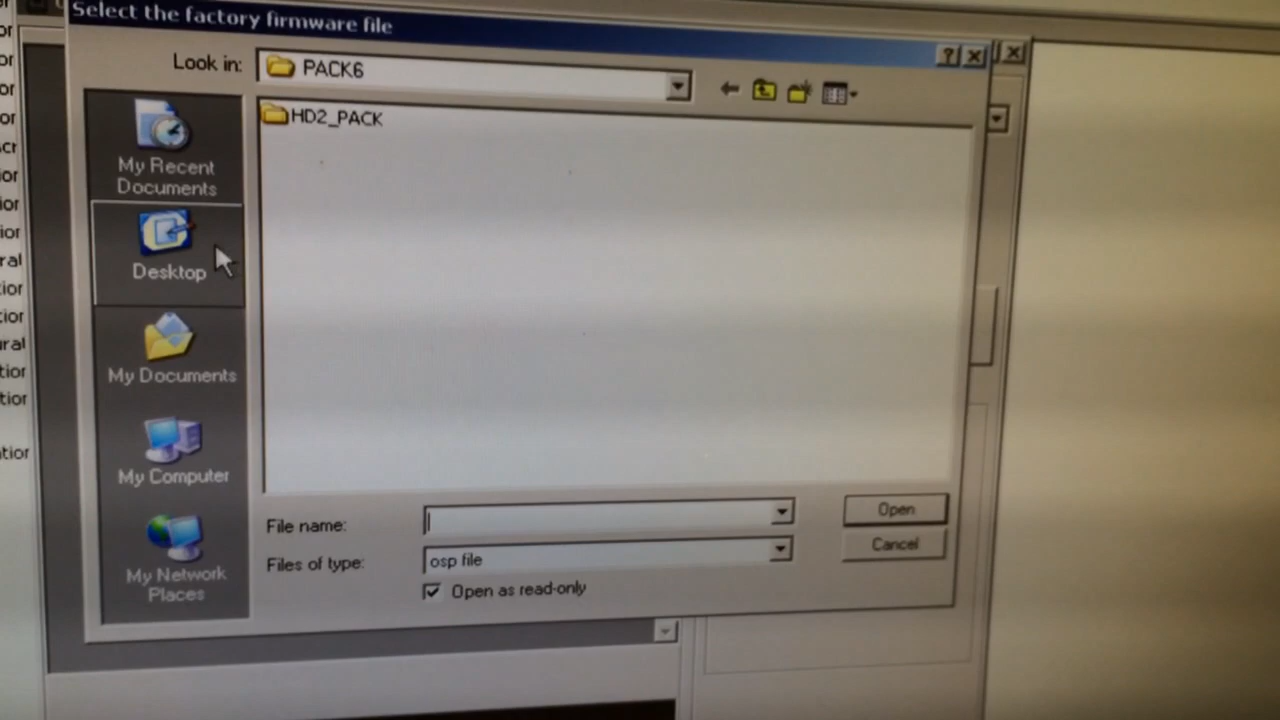 Select the factory firmware file
Look in:
PACK6
HD2_PACK
My Recent
Documents
Desktop
My Documents
My Computer
My Network
Places
File name:
Open
Files of type:
osp file
Cancel
Open as read-only